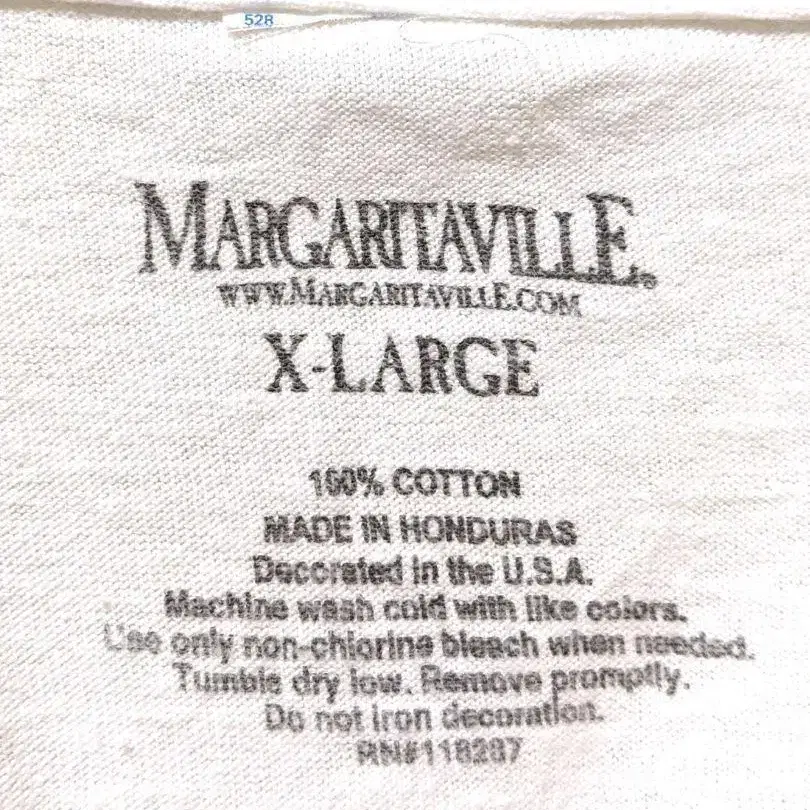 528
MARGARITAVILLE®
WWW.MARGARITAVILLE.COM
X-LARGE
100% COTTON
MADE IN HONDURAS
Decorated in the U.S.A.
Machine wash cold with like colors.
Use only non-chlorine bleach when needed.
Tumble dry low. Remove promptly.
Do not iron decoration.
RN#118287